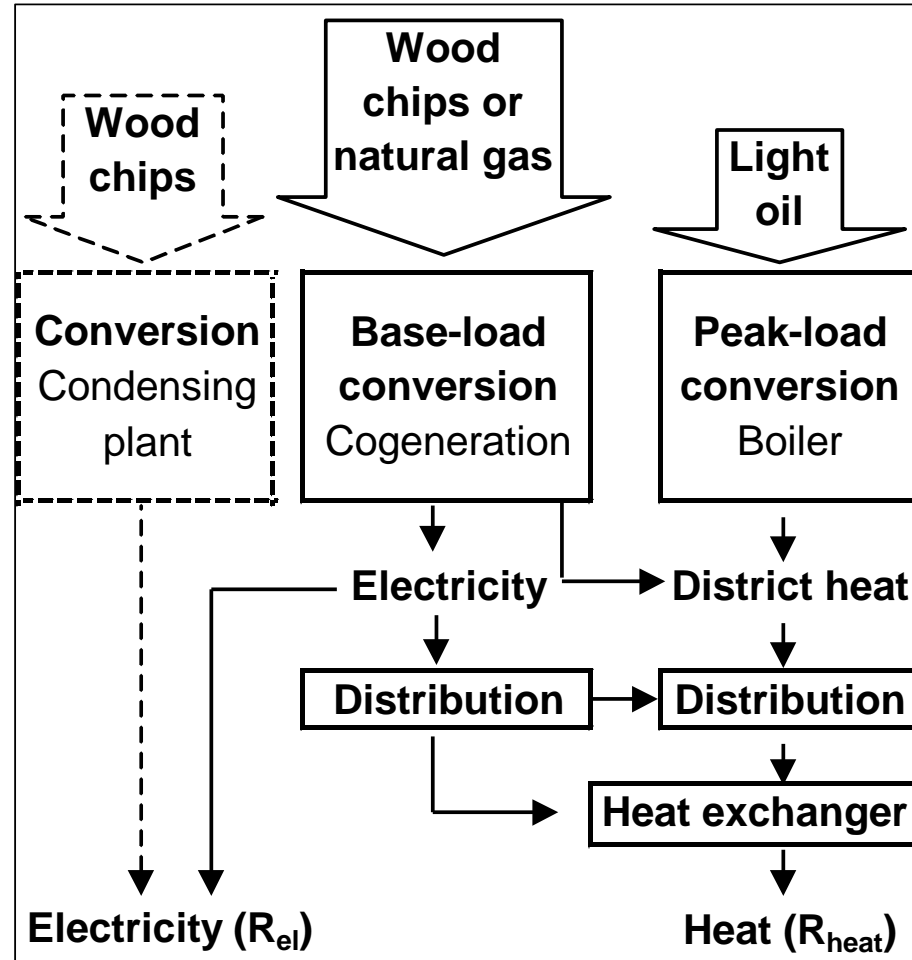 Wood
chips
Wood
chips or
natural gas
Light
oil
Conversion
Condensing
plant
Base-load
conversion
Cogeneration
Peak-load
conversion
Boiler
Electricity
District heat
Distribution
Distribution
Heat exchanger
Electricity (Rel)
Heat (Rheat)